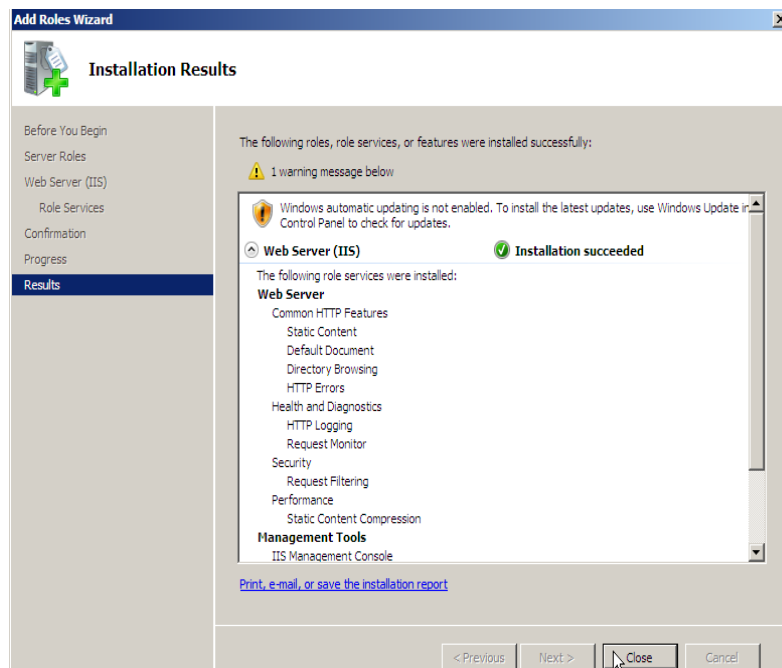 Add Roles Wizard
Installation Results
Before You Begin
Server Roles
Web Server (IIS)
Role Services
Confirmation
Progress
Results
The following roles, role services, or features were installed successfully:
1 warning message below
Windows automatic updating is not enabled. To install the latest updates, use Windows Update in
Control Panel to check for updates.
Web Server (IIS) Installation succeeded
The following role services were installed:
Web Server
Common HTTP Features
Static Content
Default Document
Directory Browsing
HTTP Errors
Health and Diagnostics
HTTP Logging
Request Monitor
Security
Request Filtering
Performance
Static Content Compression
Management Tools
IIS Management Console
Print, e-mail, or save the installation report
< Previous Next > Close Cancel